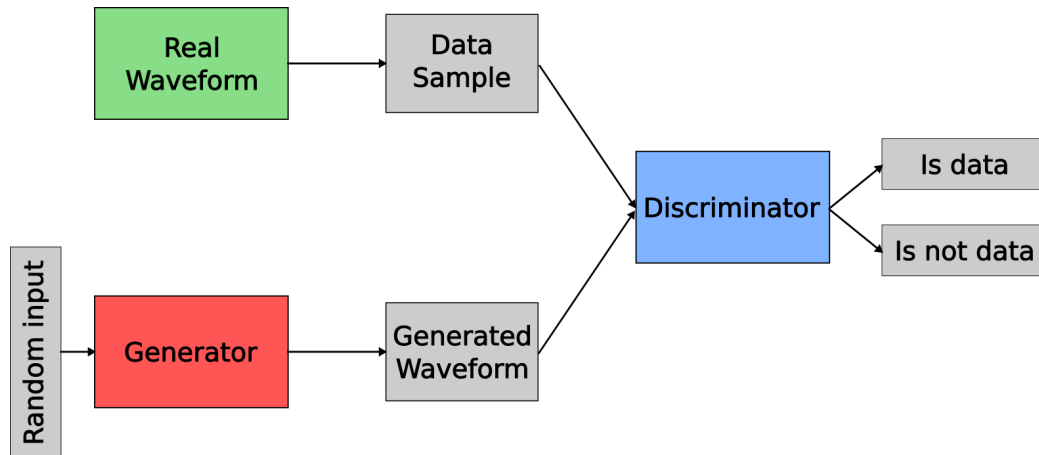 Real
Waveform
Data
Sample
Discriminator
Is data
Is not data
Random input
Generator
Generated
Waveform